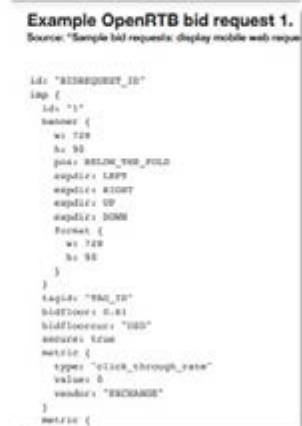 Example OpenRTB bid request 1.
Source: "Sample bid requests: display mobile web reque
id: "BIDREQUEST_ID"
imp {
id: "1"
banner {
w: 728
h: 90
pos: BELOW_THE_FOLD
expdir: LEFT
expdir: RIGHT
expdir: UP
expdir: DOWN
format {
w: 728
h: 90
}
}
tagid: "TAG_ID"
bidfloor: 0.61
bidfloorcur: "USD"
secure: true
metric {
type: "click_through_rate"
value: 0
vendor: "EXCHANGE"
}
metric {